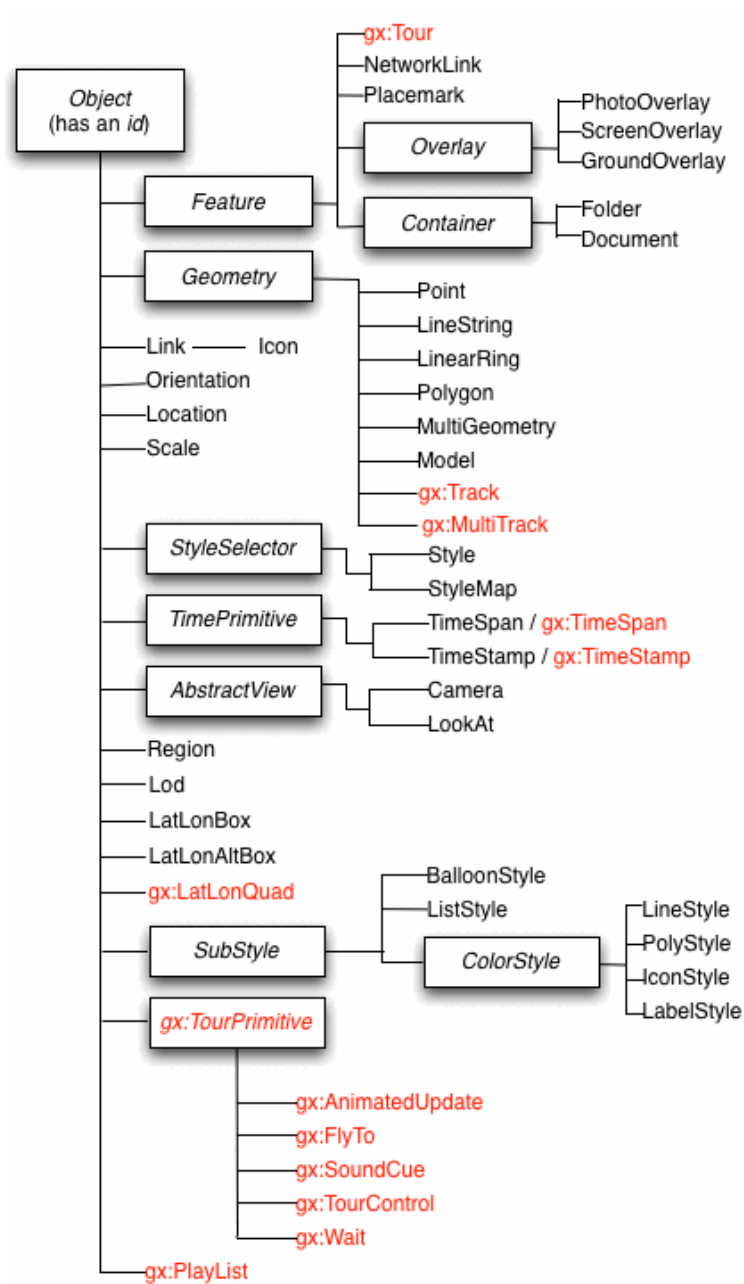 gx:Tour
Object
(has an id)
NetworkLink
Placemark
Overlay
PhotoOverlay
ScreenOverlay
GroundOverlay
Feature
Container
Folder
Document
Geometry
Point
LineString
LinearRing
Polygon
MultiGeometry
Model
gx:Track
gx:MultiTrack
Link Icon
Orientation
Location
Scale
StyleSelector
Style
StyleMap
TimePrimitive
TimeSpan / gx:TimeSpan
TimeStamp / gx:TimeStamp
AbstractView
Camera
LookAt
Region
Lod
LatLonBox
LatLonAltBox
gx:LatLonQuad
SubStyle
BalloonStyle
ListStyle
ColorStyle
LineStyle
PolyStyle
IconStyle
LabelStyle
gx:TourPrimitive
gx:AnimatedUpdate
gx:FlyTo
gx:SoundCue
gx:TourControl
gx:Wait
gx:PlayList